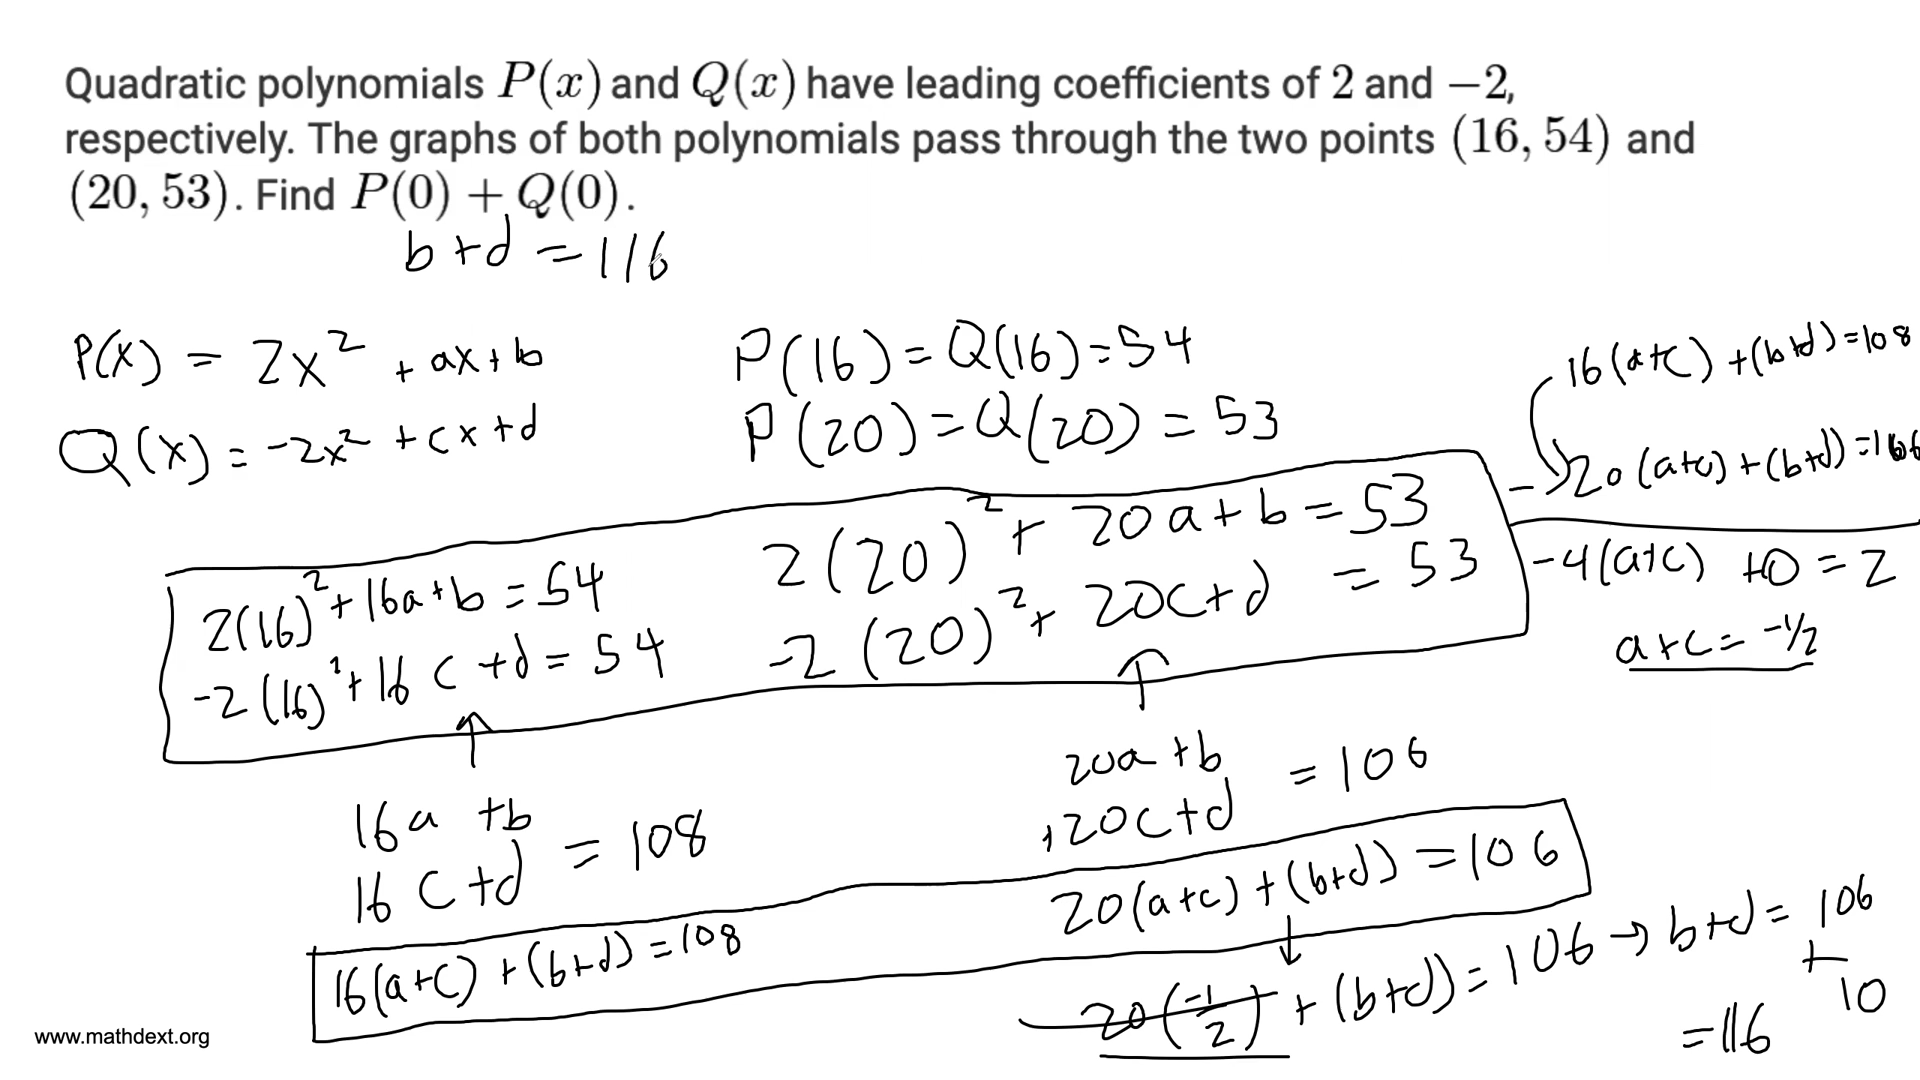 Quadratic polynomials P(x) and Q(x) have leading coefficients of 2 and −2,
respectively. The graphs of both polynomials pass through the two points (16, 54) and
(20, 53). Find P(0) + Q(0).
b + d = 116
P(x) = 2x² + ax + b
Q(x) = -2x² + cx + d
P(16) = Q(16) = 54
P(20) = Q(20) = 53
16(a+c) + (b+d) = 108
- 20(a+c) + (b+d) = 106
-4(a+c) + 0 = 2
a + c = -1/2
2(16)² + 16a + b = 54
-2(16)² + 16c + d = 54
2(20)² + 20a + b = 53
-2(20)² + 20c + d = 53
16a + b
16c + d = 108
16(a+c) + (b+d) = 108
20a + b
+20c + d = 106
20(a+c) + (b+d) = 106
20(-1/2) + (b+d) = 106 → b+d = 106
+ 10
= 116
www.mathdext.org